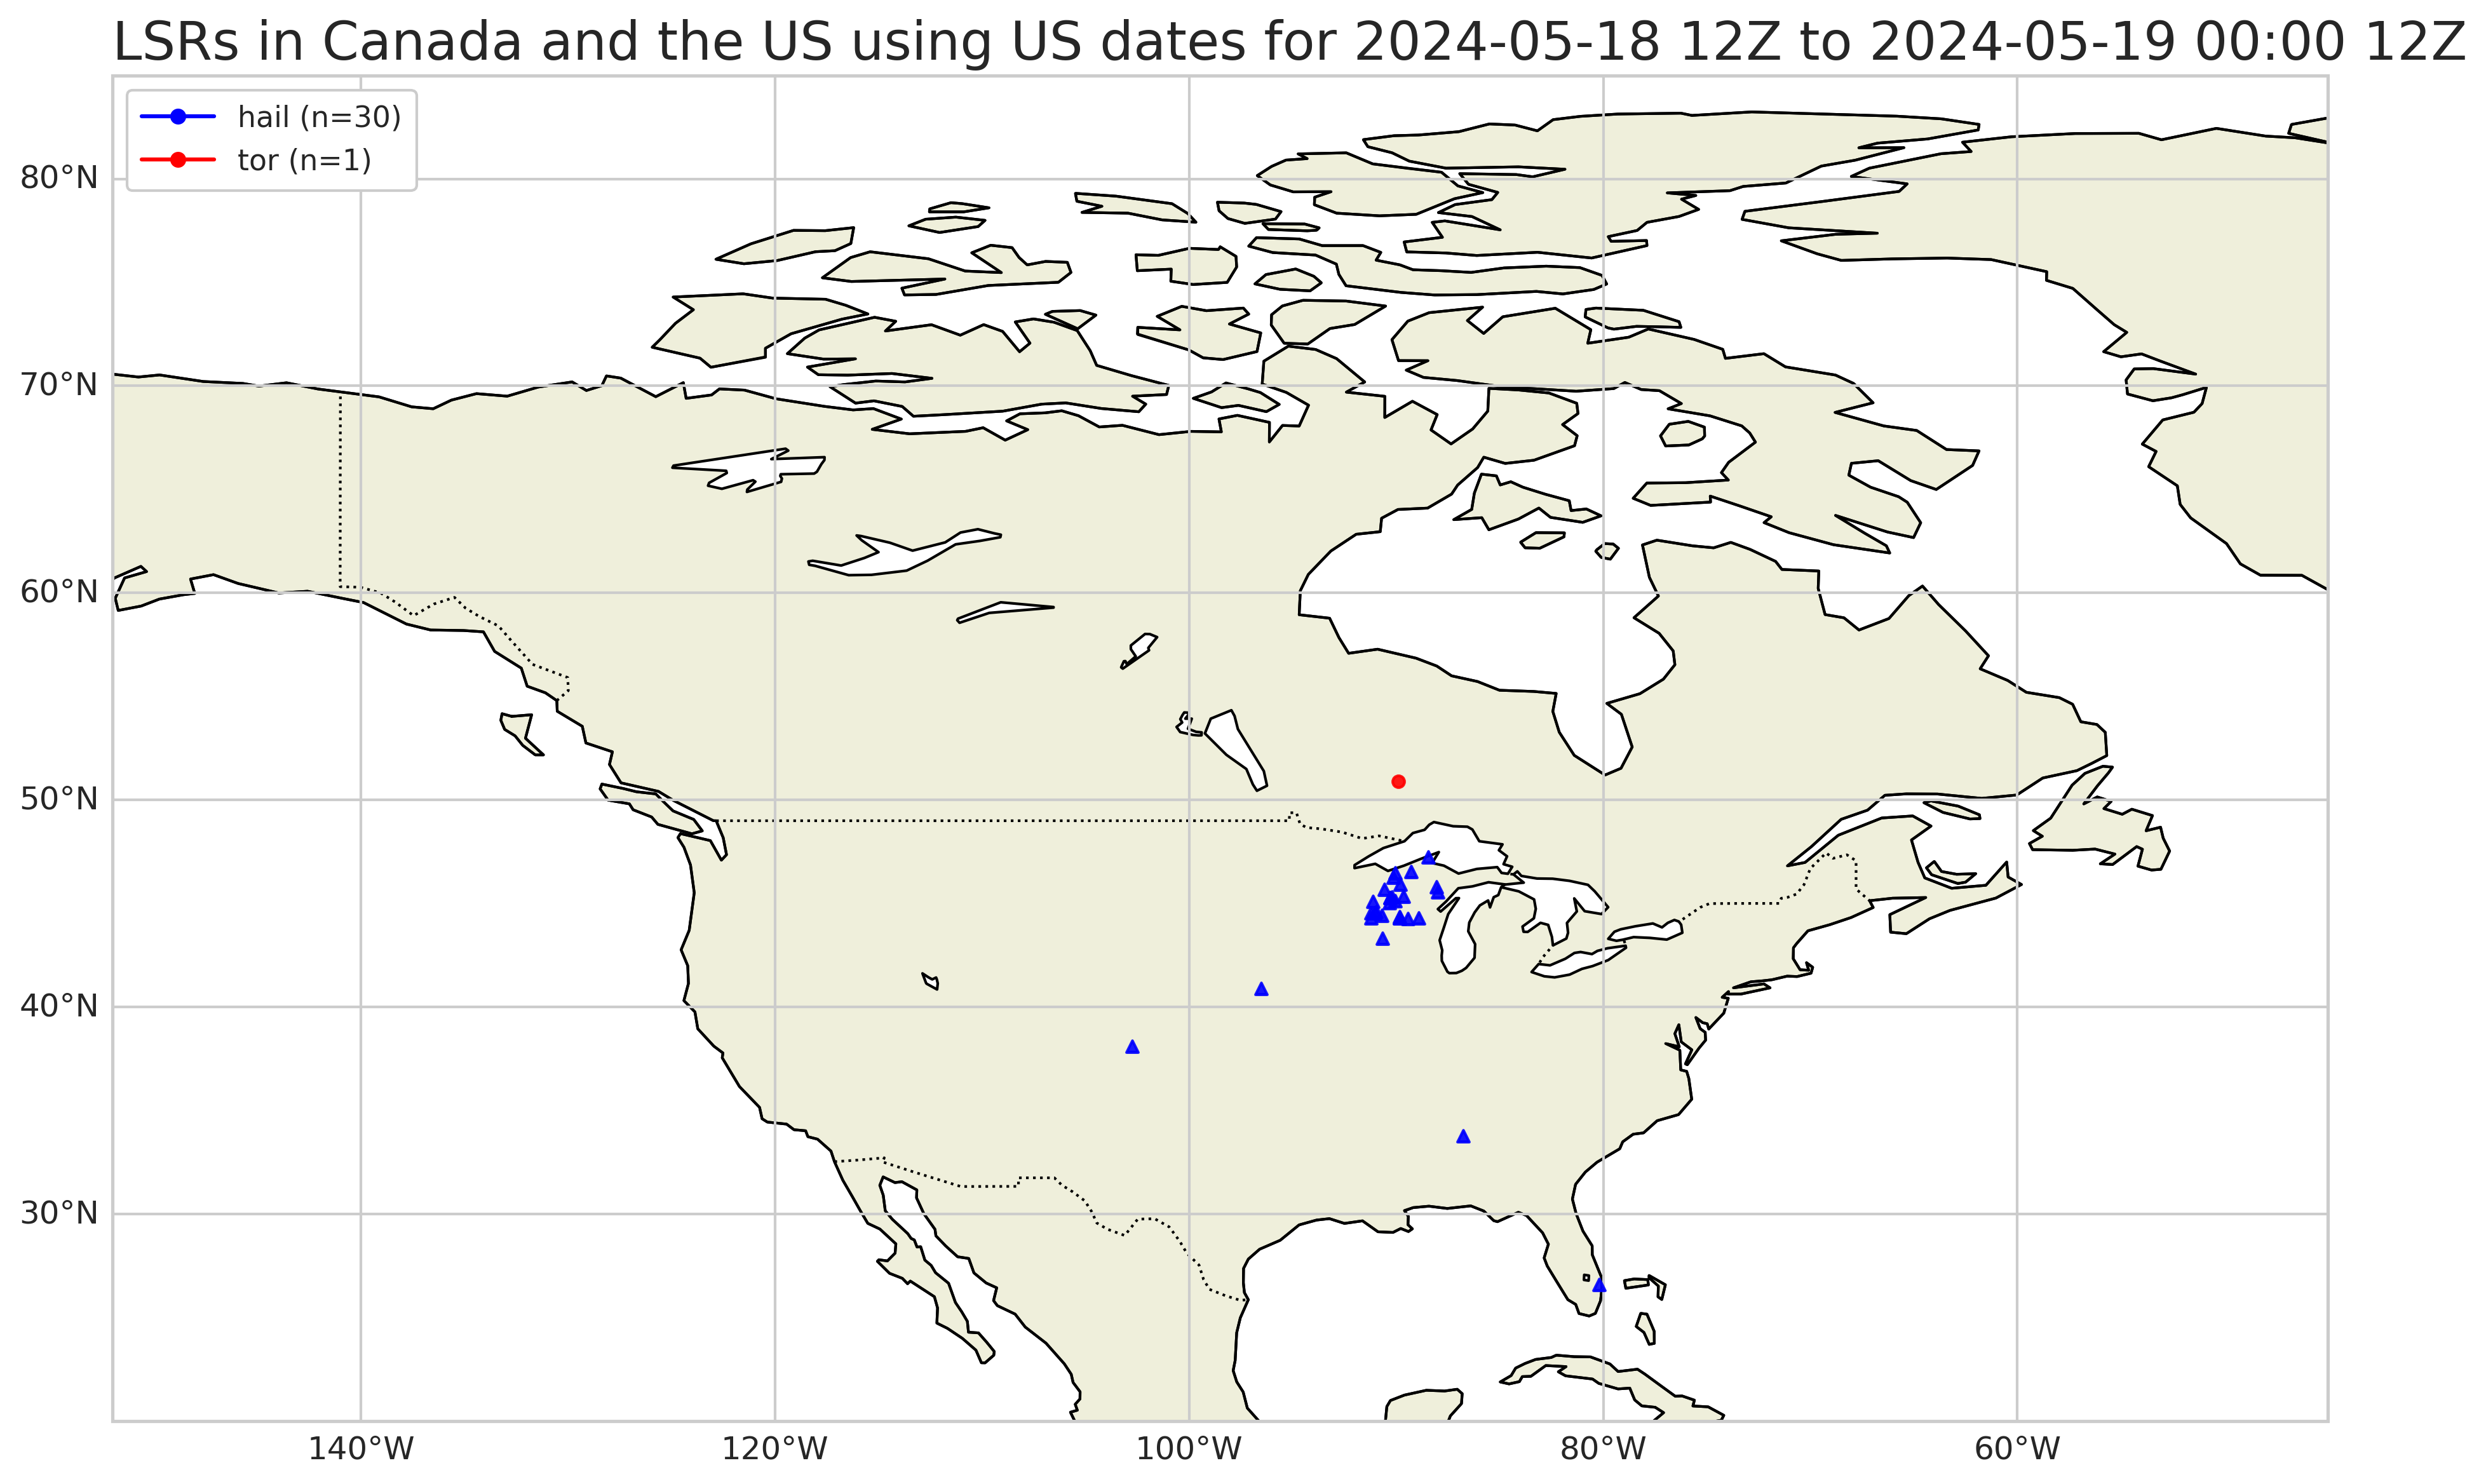 LSRs in Canada and the US using US dates for 2024-05-18 12Z to 2024-05-19 00:00 12Z
hail (n=30)
tor (n=1)
80°N
70°N
60°N
50°N
40°N
30°N
140°W 120°W 100°W 80°W 60°W